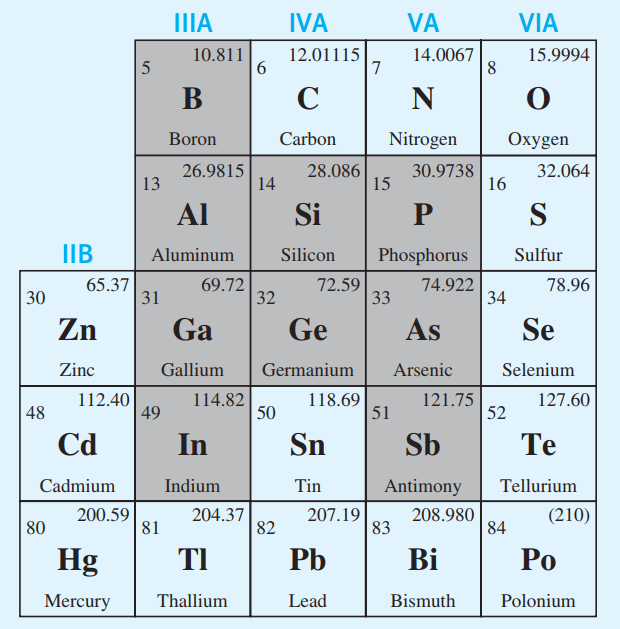 IIIA IVA VA VIA
10.811 12.01115 14.0067 15.9994
5 6 7 8
B C N O
Boron Carbon Nitrogen Oxygen
26.9815 28.086 30.9738 32.064
13 14 15 16
Al Si P S
IIB Aluminum Silicon Phosphorus Sulfur
65.37 69.72 72.59 74.922 78.96
30 31 32 33 34
Zn Ga Ge As Se
Zinc Gallium Germanium Arsenic Selenium
112.40 114.82 118.69 121.75 127.60
48 49 50 51 52
Cd In Sn Sb Te
Cadmium Indium Tin Antimony Tellurium
200.59 204.37 207.19 208.980 (210)
80 81 82 83 84
Hg Tl Pb Bi Po
Mercury Thallium Lead Bismuth Polonium